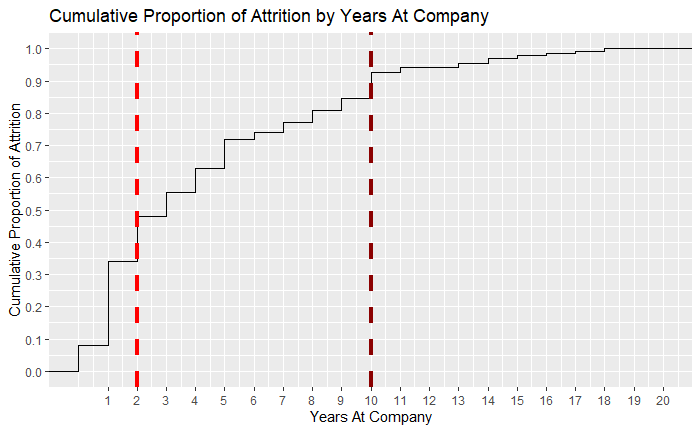 Cumulative Proportion of Attrition by Years At Company
Cumulative Proportion of Attrition
1.0
0.9
0.8
0.7
0.6
0.5
0.4
0.3
0.2
0.1
0.0
1 2 3 4 5 6 7 8 9 10 11 12 13 14 15 16 17 18 19 20
Years At Company